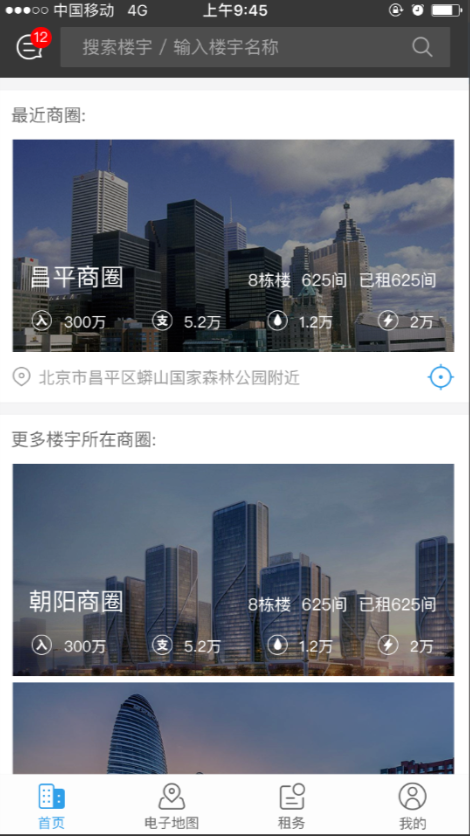 中国移动 4G 上午9:45
12
搜索楼宇 / 输入楼宇名称
最近商圈:
昌平商圈 8栋楼 625间 已租625间
入 300万 支 5.2万 1.2万 2万
北京市昌平区蟒山国家森林公园附近
更多楼宇所在商圈:
朝阳商圈 8栋楼 625间 已租625间
入 300万 支 5.2万 1.2万 2万
首页 电子地图 租务 我的